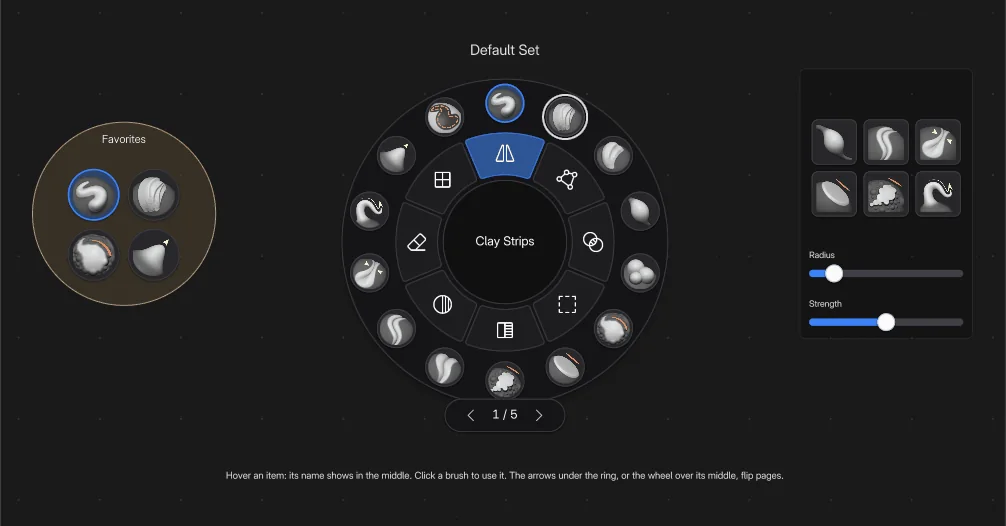 Default Set
Favorites
Clay Strips
Radius
Strength
1 / 5
Hover an item: its name shows in the middle. Click a brush to use it. The arrows under the ring, or the wheel over its middle, flip pages.